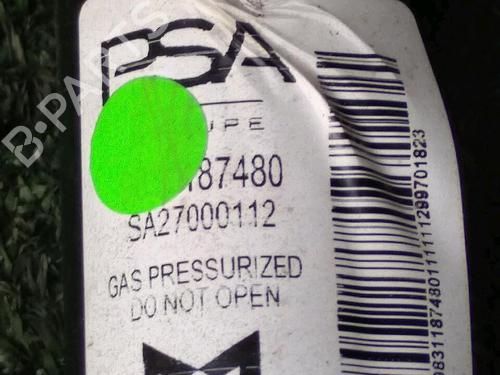 PSA
UPE
187480
SA27000112
GAS PRESSURIZED
DO NOT OPEN
B-PARTS
9831187480111111299701823